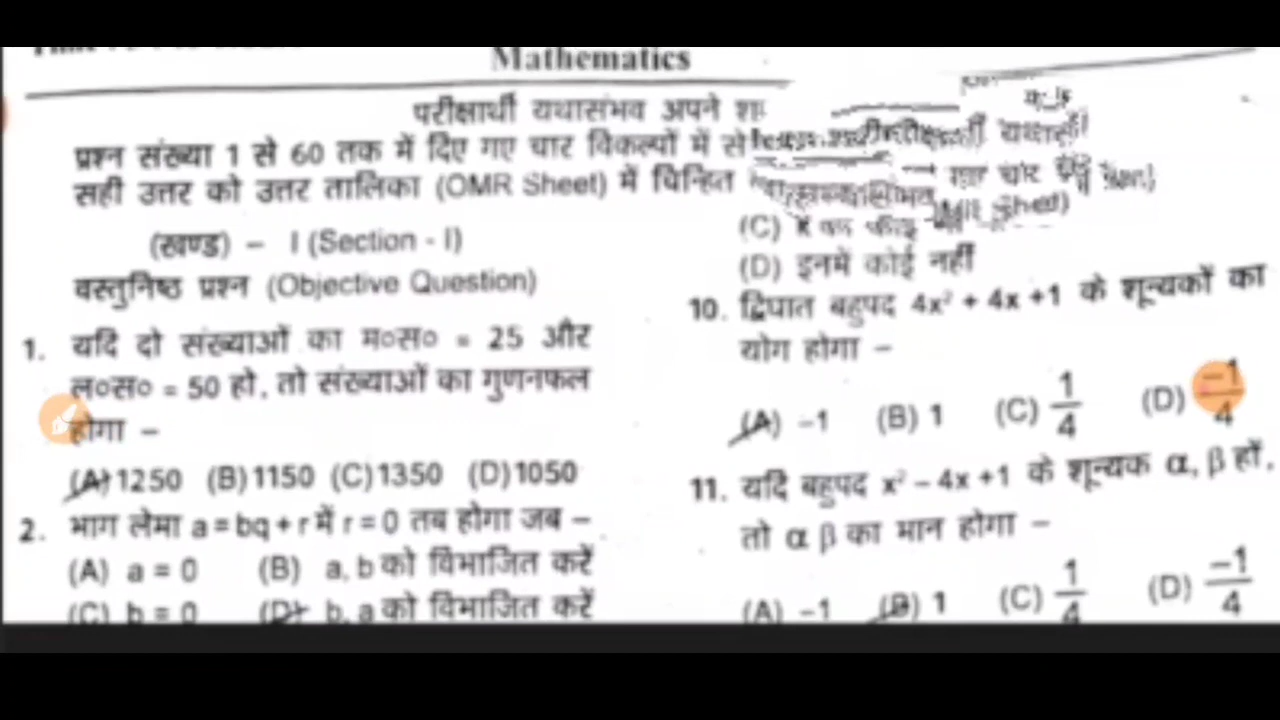 Mathematics
परीक्षार्थी यथासंभव अपने
प्रश्न संख्या 1 से 60 तक में दिए गए चार विकल्पों में से
सही उत्तर को उत्तर तालिका (OMR Sheet) में चिन्हित
(खण्ड) – I (Section - I)
वस्तुनिष्ठ प्रश्न (Objective Question)
1. यदि दो संख्याओं का म०स० = 25 और
ल०स० = 50 हो, तो संख्याओं का गुणनफल
होगा –
(A) 1250 (B) 1150 (C) 1350 (D) 1050
2. भाग लेमा a = bq + r में r = 0 तब होगा जब –
(A) a = 0 (B) a, b को विभाजित करें
(C) b = 0 (D) b, a को विभाजित करें
(C)
(D) इनमें कोई नहीं
10. द्विघात बहुपद 4x² + 4x +1 के शून्यकों का
योग होगा –
(A) –1 (B) 1 (C) 1/4 (D) –1/4
11. यदि बहुपद x² – 4x +1 के शून्यक α, β हों,
तो α β का मान होगा –
(A) –1 (B) 1 (C) 1/4 (D) –1/4